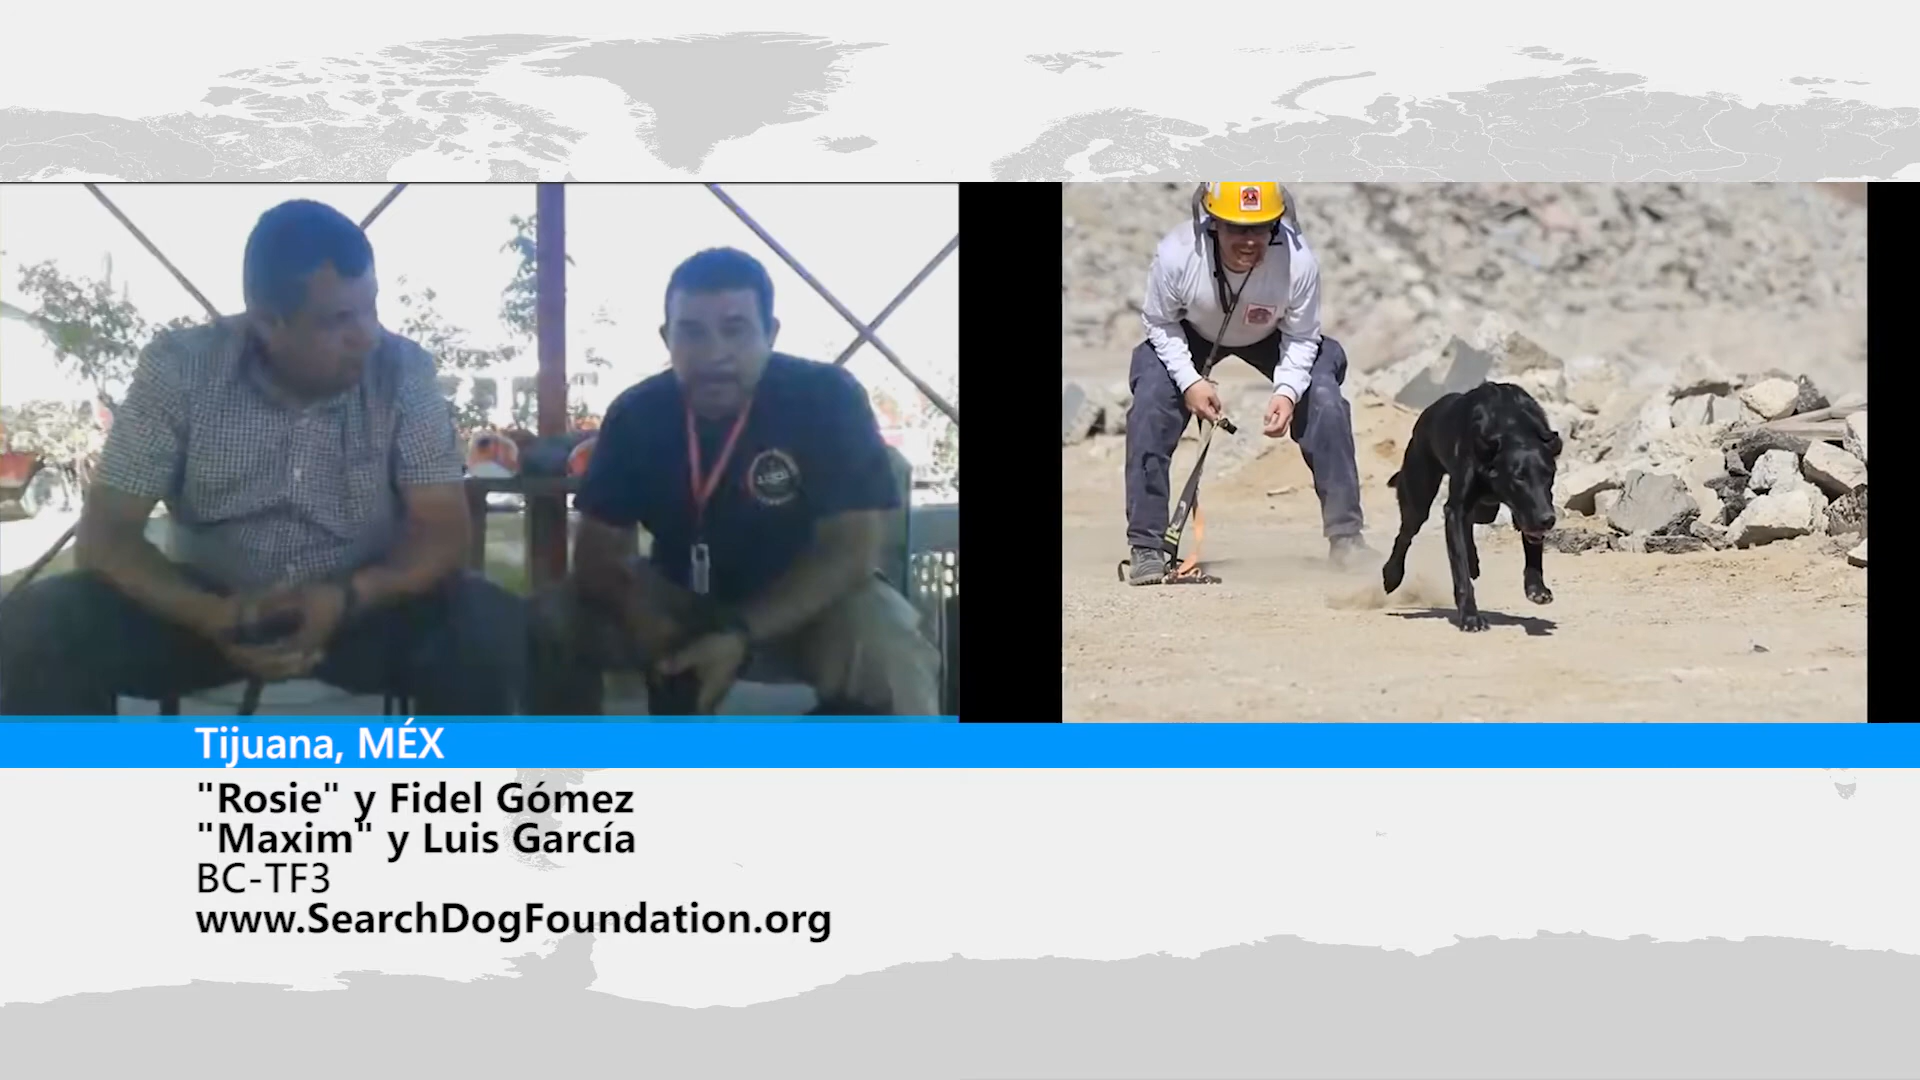 Tijuana, MÉX
"Rosie" y Fidel Gómez
"Maxim" y Luis García
BC-TF3
www.SearchDogFoundation.org